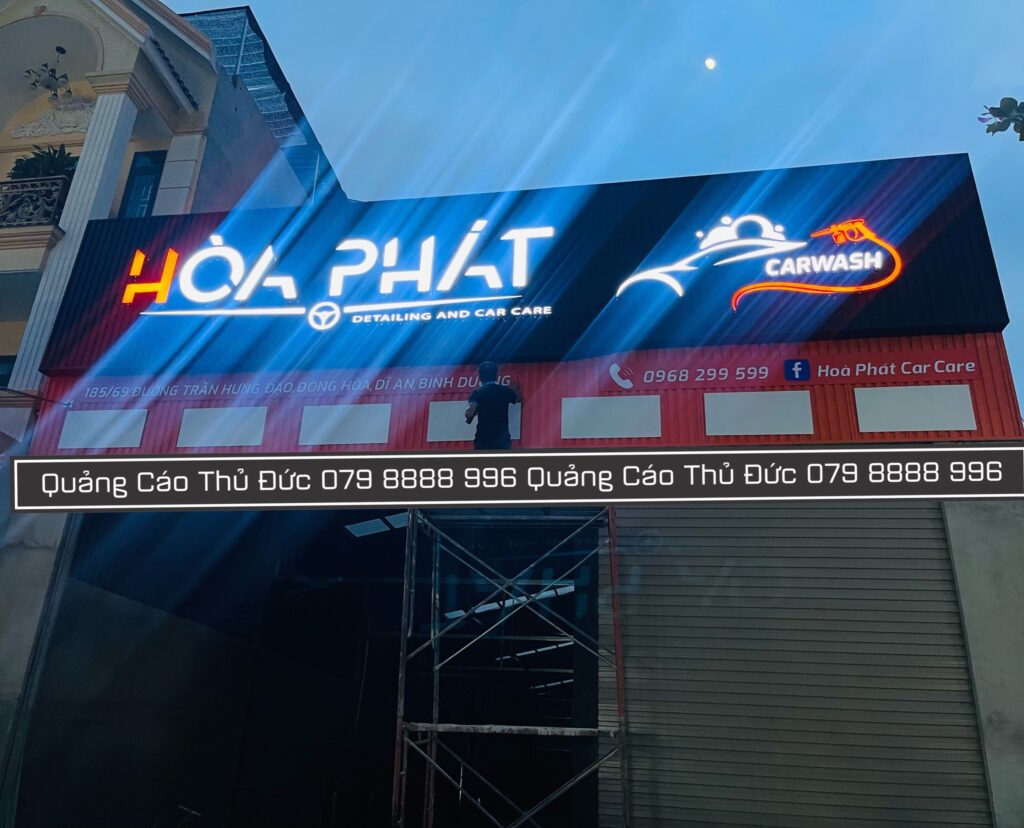 HÒA PHÁT
DETAILING AND CAR CARE
CARWASH
185/69 ĐƯỜNG TRẦN HƯNG ĐẠO,ĐÔNG HÒA,DĨ AN,BÌNH DƯƠNG
0968 299 599
Hoà Phát Car Care
Quảng Cáo Thủ Đức 079 8888 996 Quảng Cáo Thủ Đức 079 8888 996